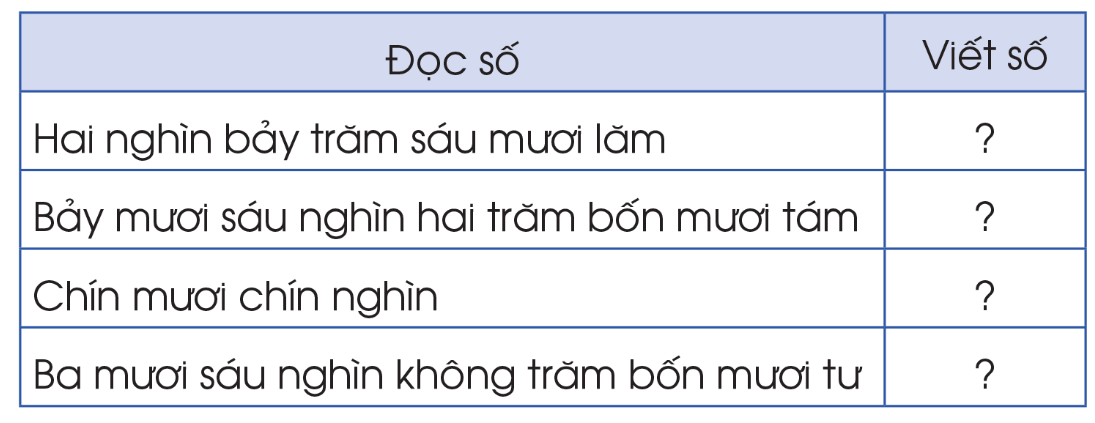 Đọc số Viết số
Hai nghìn bảy trăm sáu mươi lăm ?
Bảy mươi sáu nghìn hai trăm bốn mươi tám ?
Chín mươi chín nghìn ?
Ba mươi sáu nghìn không trăm bốn mươi tư ?